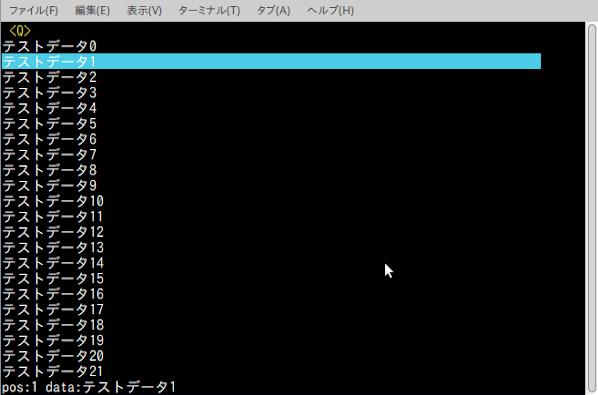 ファイル(F) 編集(E) 表示(V) ターミナル(T) タブ(A) ヘルプ(H)
<Q>
テストデータ0
テストデータ1
テストデータ2
テストデータ3
テストデータ4
テストデータ5
テストデータ6
テストデータ7
テストデータ8
テストデータ9
テストデータ10
テストデータ11
テストデータ12
テストデータ13
テストデータ14
テストデータ15
テストデータ16
テストデータ17
テストデータ18
テストデータ19
テストデータ20
テストデータ21
pos:1 data:テストデータ1